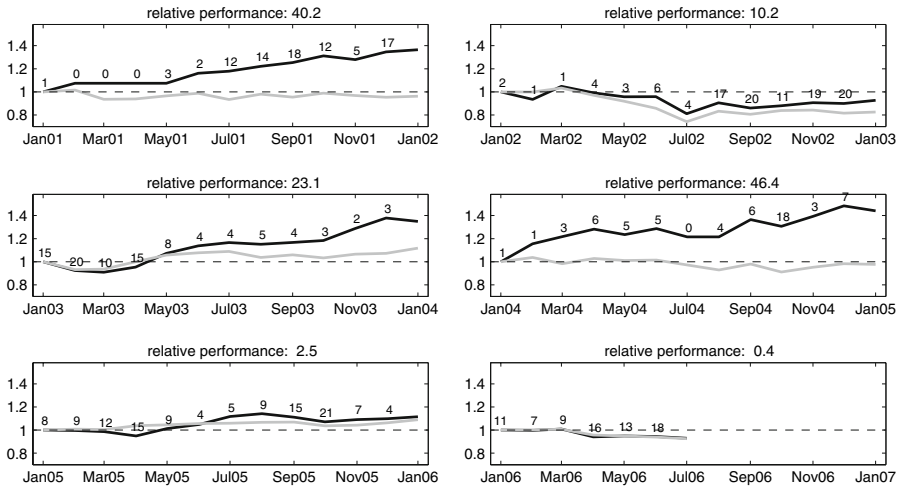 relative performance: 40.2
1.4
1.2
1
0.8
1 0 0 0 3 2 12 14 18 12 5 17
Jan01 Mar01 May01 Jul01 Sep01 Nov01 Jan02
relative performance: 10.2
1.4
1.2
1
0.8
2 1 1 4 3 6 4 17 20 11 19 20
Jan02 Mar02 May02 Jul02 Sep02 Nov02 Jan03
relative performance: 23.1
1.4
1.2
1
0.8
15 20 10 15 8 4 4 5 4 3 2 3
Jan03 Mar03 May03 Jul03 Sep03 Nov03 Jan04
relative performance: 46.4
1.4
1.2
1
0.8
1 1 3 6 5 5 0 4 6 18 3 7
Jan04 Mar04 May04 Jul04 Sep04 Nov04 Jan05
relative performance: 2.5
1.4
1.2
1
0.8
8 9 12 15 9 4 5 9 15 21 7 4
Jan05 Mar05 May05 Jul05 Sep05 Nov05 Jan06
relative performance: 0.4
1.4
1.2
1
0.8
11 7 9 16 13 18
Jan06 Mar06 May06 Jul06 Sep06 Nov06 Jan07